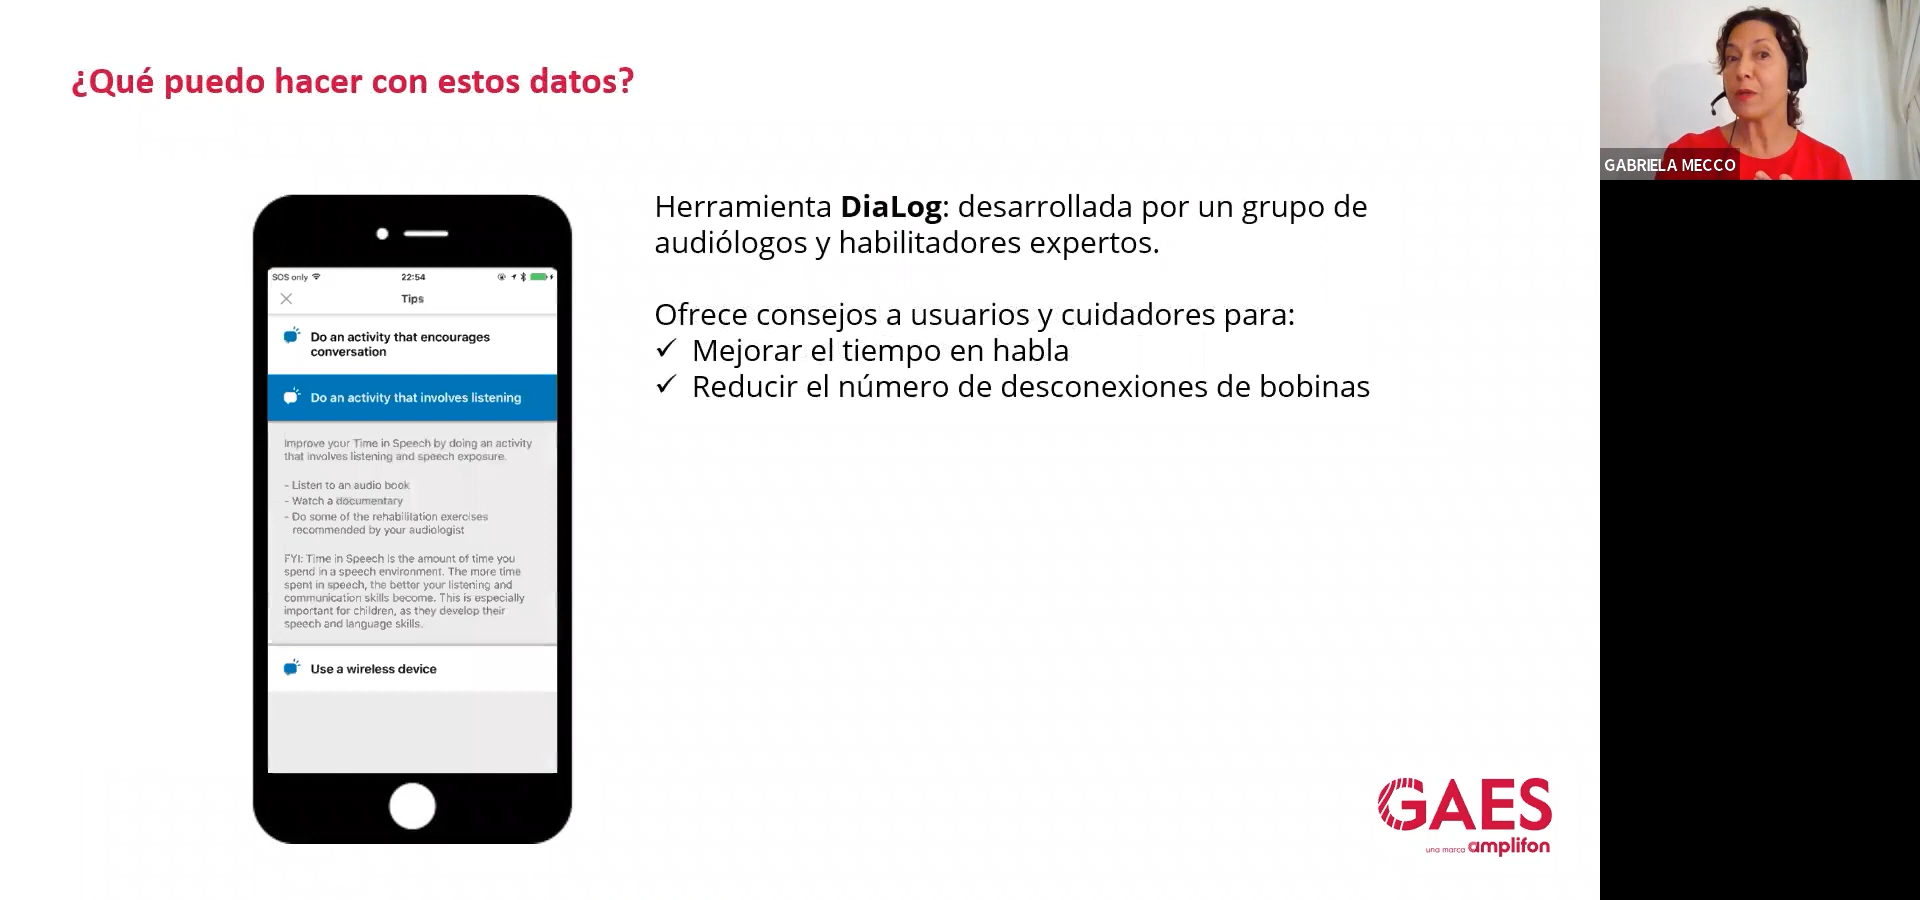 ¿Qué puedo hacer con estos datos?
GABRIELA MECCO
Herramienta DiaLog: desarrollada por un grupo de
audiólogos y habilitadores expertos.
Ofrece consejos a usuarios y cuidadores para:
✓ Mejorar el tiempo en habla
✓ Reducir el número de desconexiones de bobinas
SOS only 22:54
Tips
Do an activity that encourages
conversation
Do an activity that involves listening
Improve your Time in Speech by doing an activity
that involves listening and speech exposure.
- Listen to an audio book
- Watch a documentary
- Do some of the rehabilitation exercises
recommended by your audiologist
FYI: Time in Speech is the amount of time you
spend in a speech environment. The more time
spent in speech, the better your listening and
communication skills become. This is especially
important for children, as they develop their
speech and language skills.
Use a wireless device
GAES
una marca amplifon